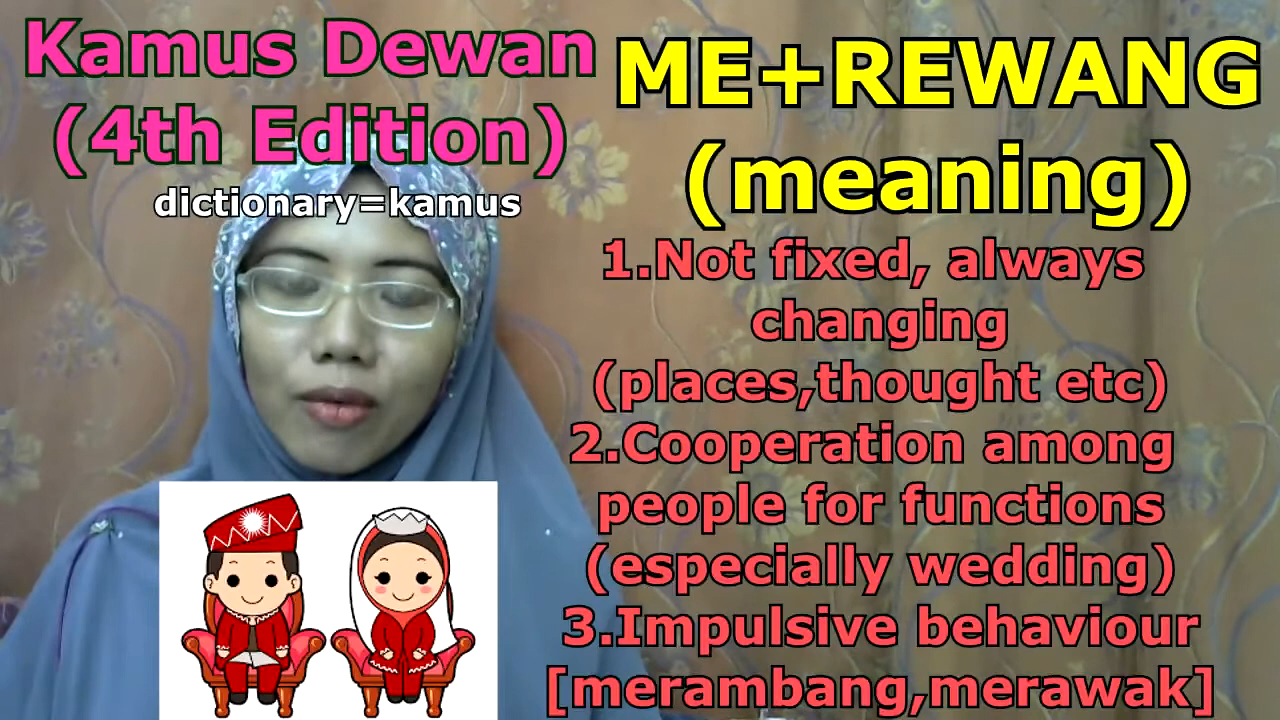 Kamus Dewan
(4th Edition)
dictionary=kamus
ME+REWANG
(meaning)
1.Not fixed, always
changing
(places,thought etc)
2.Cooperation among
people for functions
(especially wedding)
3.Impulsive behaviour
[merambang,merawak]